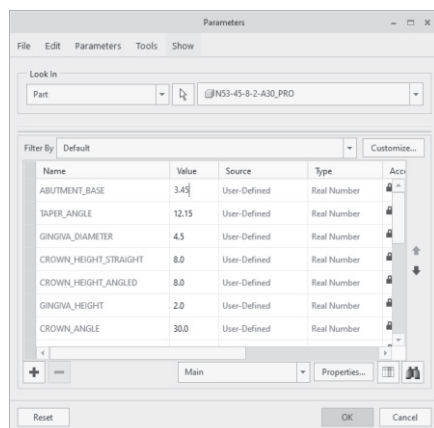 Parameters
File Edit Parameters Tools Show
Look In
Part IN53-45-8-2-A30_PRO
Filter By Default Customize...
Name Value Source Type Acce
ABUTMENT_BASE 3.45 User-Defined Real Number
TAPER_ANGLE 12.15 User-Defined Real Number
GINGIVA_DIAMETER 4.5 User-Defined Real Number
CROWN_HEIGHT_STRAIGHT 8.0 User-Defined Real Number
CROWN_HEIGHT_ANGLED 8.0 User-Defined Real Number
GINGIVA_HEIGHT 2.0 User-Defined Real Number
CROWN_ANGLE 30.0 User-Defined Real Number
Main Properties...
Reset OK Cancel